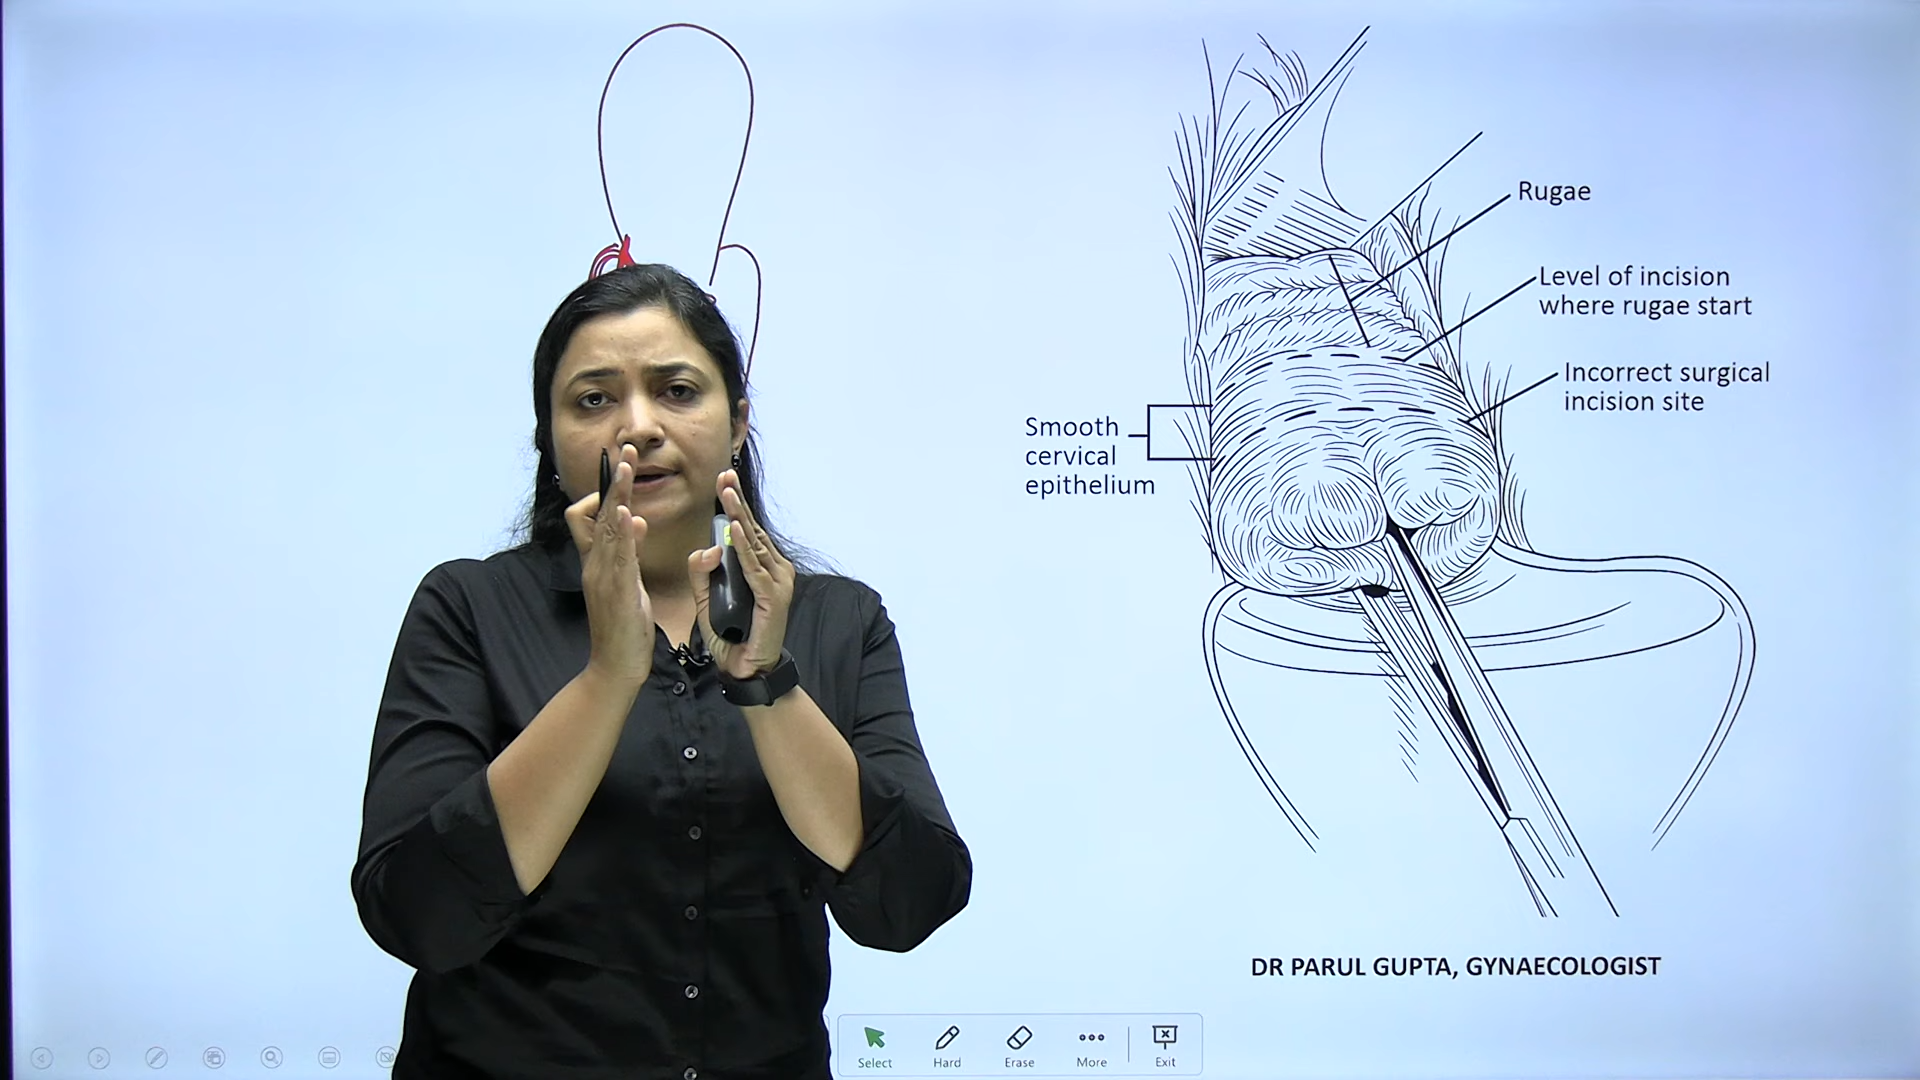 Rugae
Level of incision
where rugae start
Incorrect surgical
incision site
Smooth
cervical
epithelium
DR PARUL GUPTA, GYNAECOLOGIST
Select
Hard
Erase
More
Exit